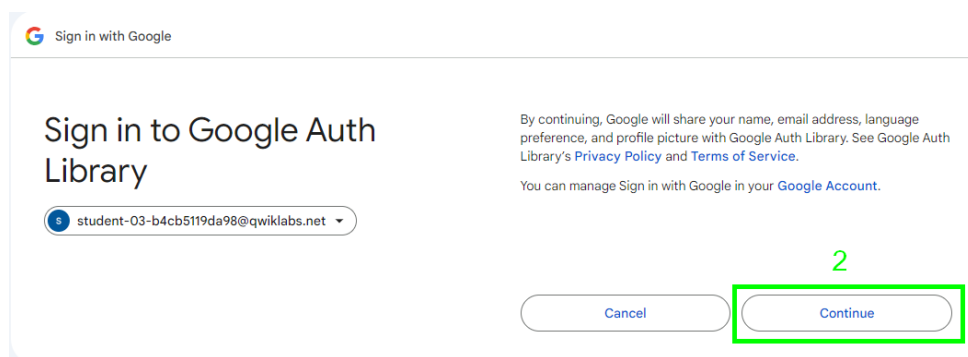 Sign in with Google
Sign in to Google Auth
Library
s student-03-b4cb5119da98@qwiklabs.net
By continuing, Google will share your name, email address, language
preference, and profile picture with Google Auth Library. See Google Auth
Library's Privacy Policy and Terms of Service.
You can manage Sign in with Google in your Google Account.
2
Cancel
Continue